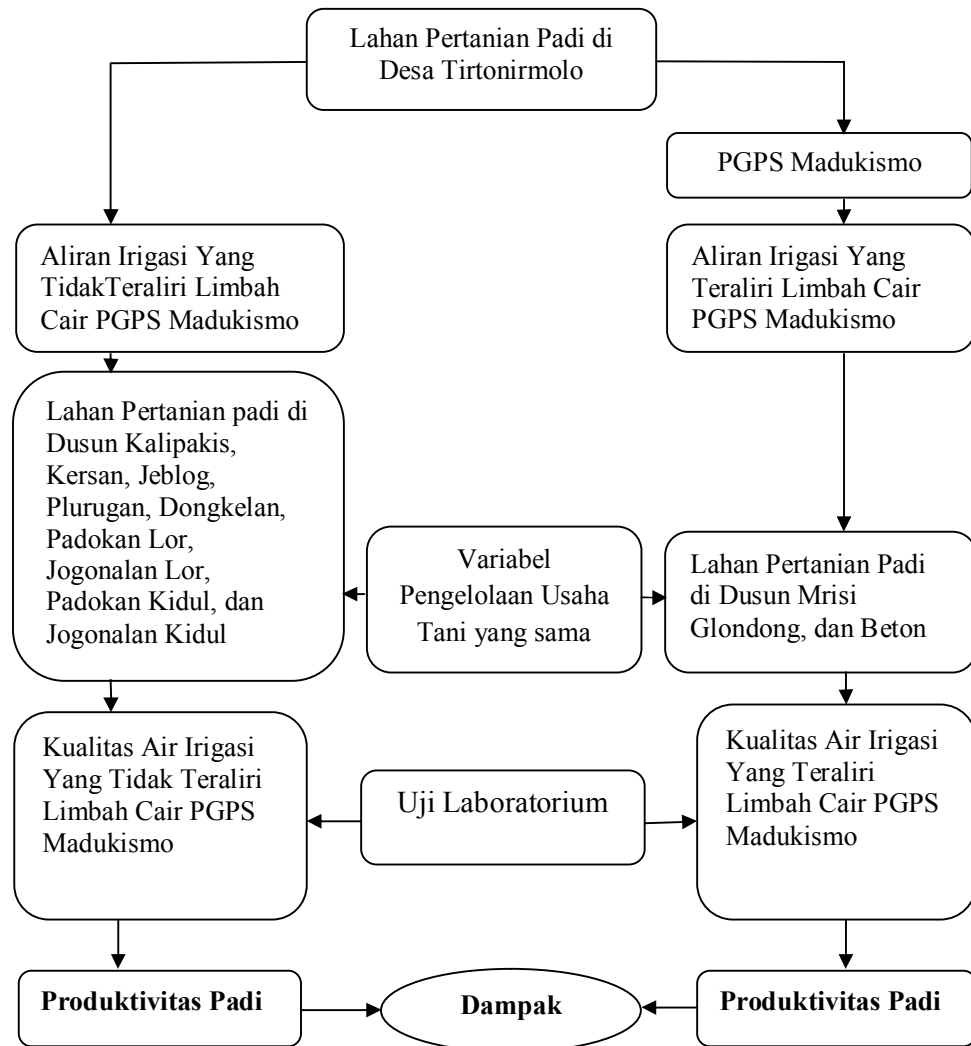 Lahan Pertanian Padi di
Desa Tirtonirmolo
PGPS Madukismo
Aliran Irigasi Yang
TidakTeraliri Limbah
Cair PGPS Madukismo
Aliran Irigasi Yang
Teraliri Limbah Cair
PGPS Madukismo
Lahan Pertanian padi di
Dusun Kalipakis,
Kersan, Jeblog,
Plurugan, Dongkelan,
Padokan Lor,
Jogonalan Lor,
Padokan Kidul, dan
Jogonalan Kidul
Variabel
Pengelolaan Usaha
Tani yang sama
Lahan Pertanian Padi
di Dusun Mrisi
Glondong, dan Beton
Kualitas Air Irigasi
Yang Tidak Teraliri
Limbah Cair PGPS
Madukismo
Uji Laboratorium
Kualitas Air Irigasi
Yang Teraliri
Limbah Cair PGPS
Madukismo
Produktivitas Padi
Dampak
Produktivitas Padi